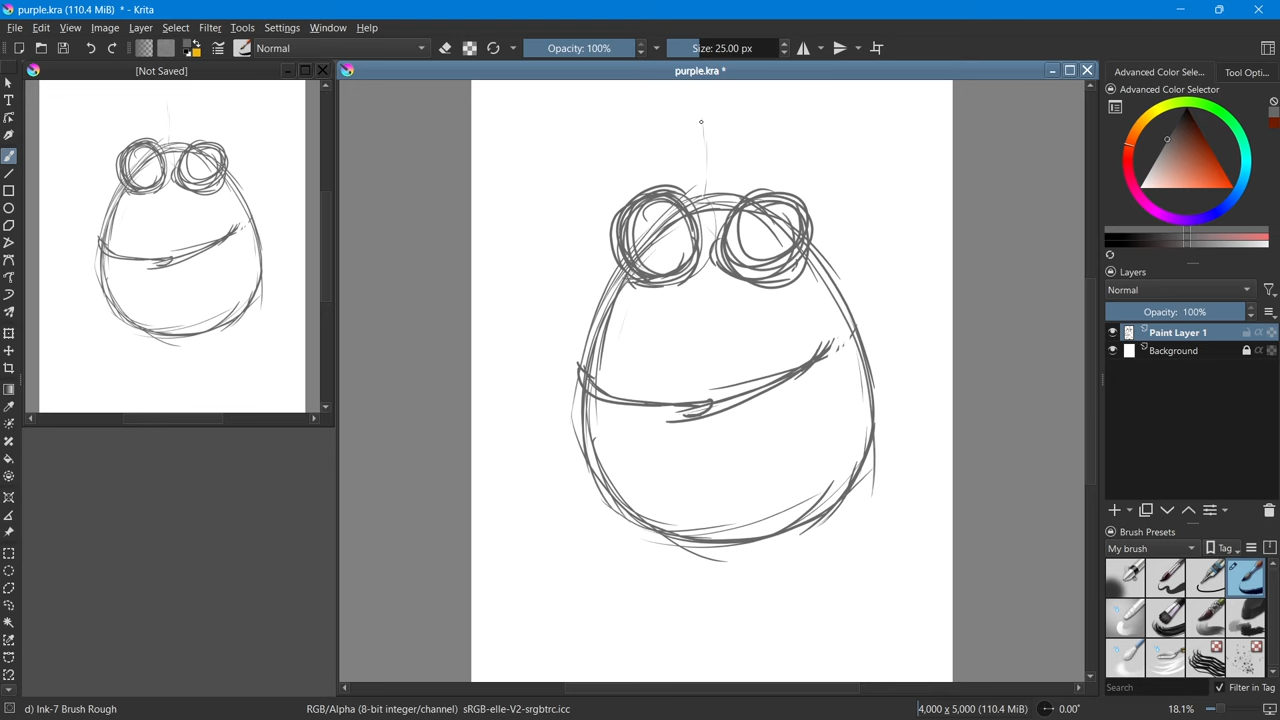 purple.kra (110.4 MiB) * - Krita
File Edit View Image Layer Select Filter Tools Settings Window Help
Normal Opacity: 100% Size: 25.00 px
[Not Saved] purple.kra *
Advanced Color Sele... Tool Opti...
Advanced Color Selector
Layers
Normal
Opacity: 100%
Paint Layer 1
Background
Brush Presets
My brush Tag
Search Filter in Tag
d) Ink-7 Brush Rough RGB/Alpha (8-bit integer/channel) sRGB-elle-V2-srgbtrc.icc 4,000 x 5,000 (110.4 MiB) 0.00° 18.1%